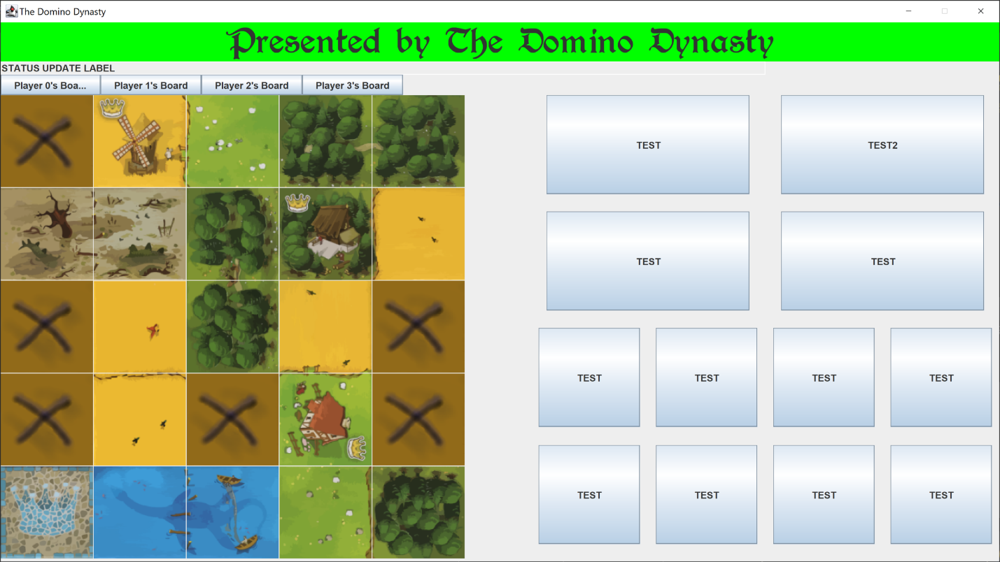 The Domino Dynasty
Presented by The Domino Dynasty
STATUS UPDATE LABEL
Player 0's Boa... Player 1's Board Player 2's Board Player 3's Board
TEST TEST2
TEST TEST
TEST TEST TEST TEST
TEST TEST TEST TEST